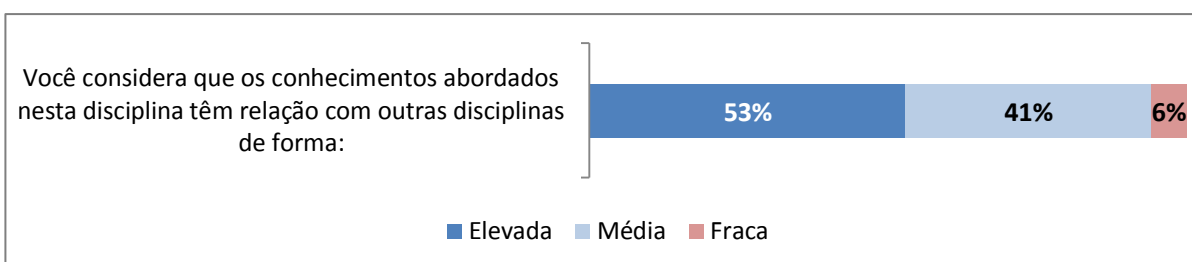 Você considera que os conhecimentos abordados
nesta disciplina têm relação com outras disciplinas
de forma:
53% 41% 6%
Elevada Média Fraca